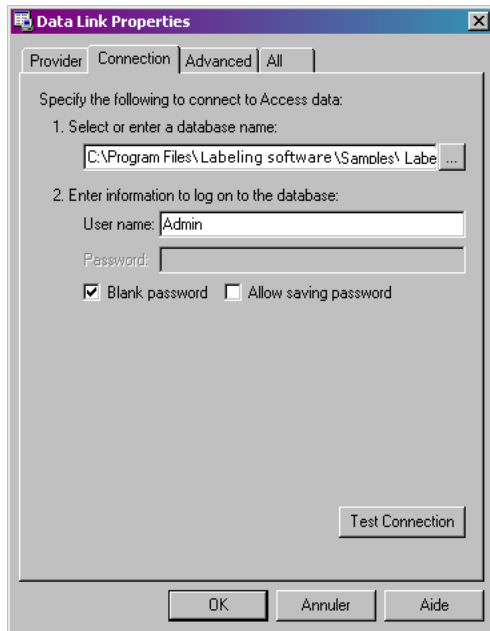 Data Link Properties
Provider Connection Advanced All
Specify the following to connect to Access data:
1. Select or enter a database name:
C:\Program Files\Labeling software\Samples\ Labe ...
2. Enter information to log on to the database:
User name: Admin
Password:
Blank password Allow saving password
Test Connection
OK Annuler Aide